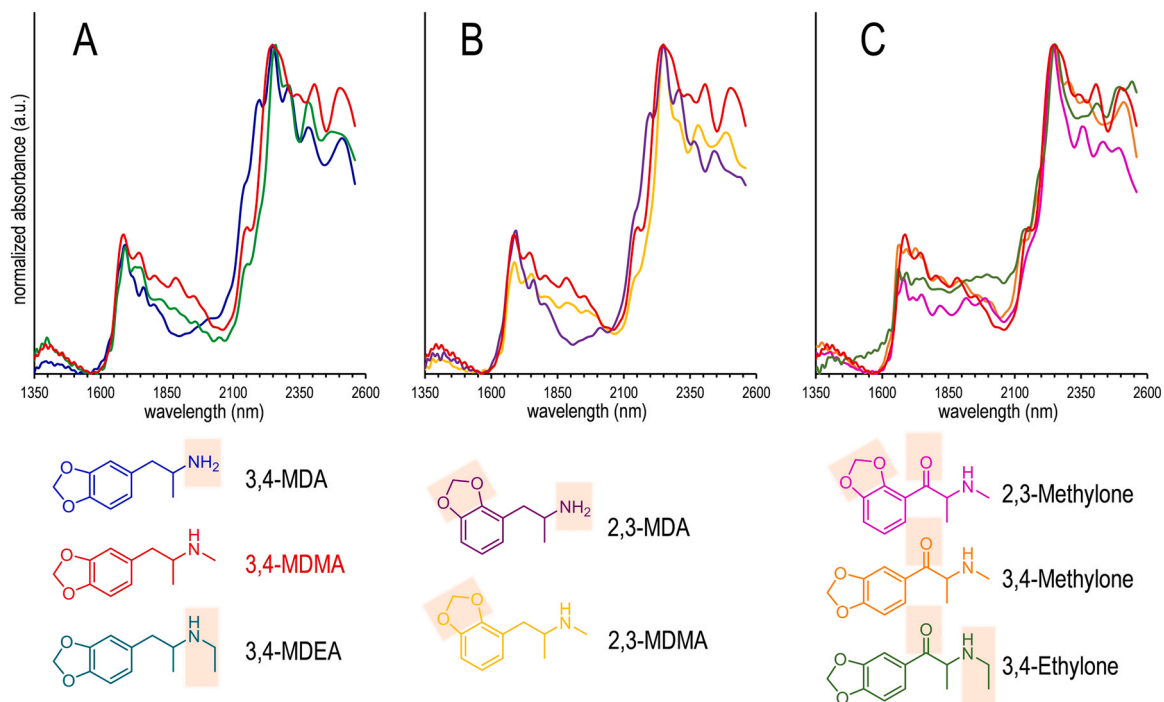 A
B
C
normalized absorbance (a.u.)
1350 1600 1850 2100 2350 2600
wavelength (nm)
1350 1600 1850 2100 2350 2600
wavelength (nm)
1350 1600 1850 2100 2350 2600
wavelength (nm)
O
O
NH2
3,4-MDA
O
O
H
N
3,4-MDMA
O
O
H
N
3,4-MDEA
O
O
NH2
2,3-MDA
O
O
H
N
2,3-MDMA
O
O
O
H
N
2,3-Methylone
O
O
O
H
N
3,4-Methylone
O
O
O
H
N
3,4-Ethylone